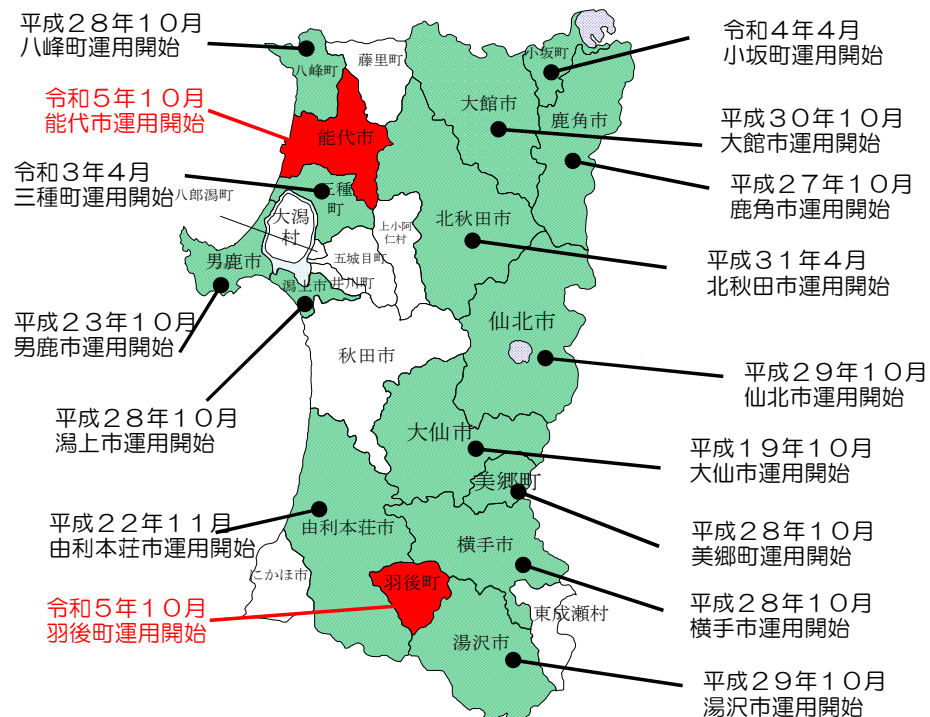 平成２８年１０月
八峰町運用開始
令和５年１０月
能代市運用開始
令和３年４月
三種町運用開始
八郎潟町
平成２３年１０月
男鹿市運用開始
平成２８年１０月
潟上市運用開始
平成２２年１１月
由利本荘市運用開始
令和５年１０月
羽後町運用開始
八峰町
藤里町
能代市
三種
町
大潟
村
男鹿市
潟上市
五城目町
井川町
上小阿
仁村
小坂町
大館市
鹿角市
北秋田市
仙北市
秋田市
大仙市
美郷町
由利本荘市
横手市
にかほ市
羽後町
東成瀬村
湯沢市
令和４年４月
小坂町運用開始
平成３０年１０月
大館市運用開始
平成２７年１０月
鹿角市運用開始
平成３１年４月
北秋田市運用開始
平成２９年１０月
仙北市運用開始
平成１９年１０月
大仙市運用開始
平成２８年１０月
美郷町運用開始
平成２８年１０月
横手市運用開始
平成２９年１０月
湯沢市運用開始